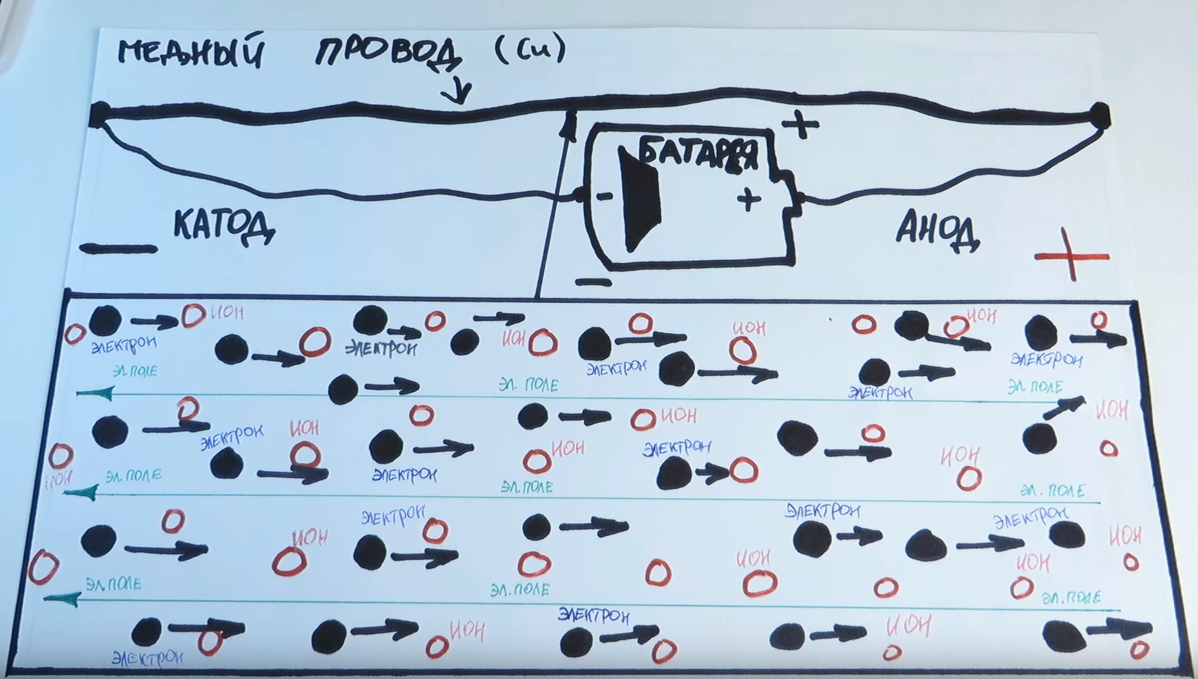 МЕДНЫЙ ПРОВОД (Cu)
+
БАТАРЕЯ
- +
КАТОД
АНОД
— +
—
ИОН
ИОН
ЭЛЕКТРОН
ЭЛЕКТРОН
ИОН
ИОН
ЭЛЕКТРОН
ЭЛЕКТРОН
ЭЛЕКТРОН
ЭЛ.ПОЛЕ
ЭЛ. ПОЛЕ
ЭЛ. ПОЛЕ
ИОН
ИОН
ИОН
ЭЛЕКТРОН
ИОН
ЭЛЕКТРОН
ИОН
ИОН
ЭЛ. ПОЛЕ
ЭЛЕКТРОН
ЭЛ. ПОЛЕ
ЭЛ. ПОЛЕ
ЭЛЕКТРОН
ЭЛЕКТРОН
ЭЛЕКТРОН
ИОН
ИОН
ИОН
ИОН
ЭЛ.ПОЛЕ
ЭЛ.ПОЛЕ
ЭЛ.ПОЛЕ
ЭЛЕКТРОН
ИОН
ИОН
ЭЛЕКТРОН